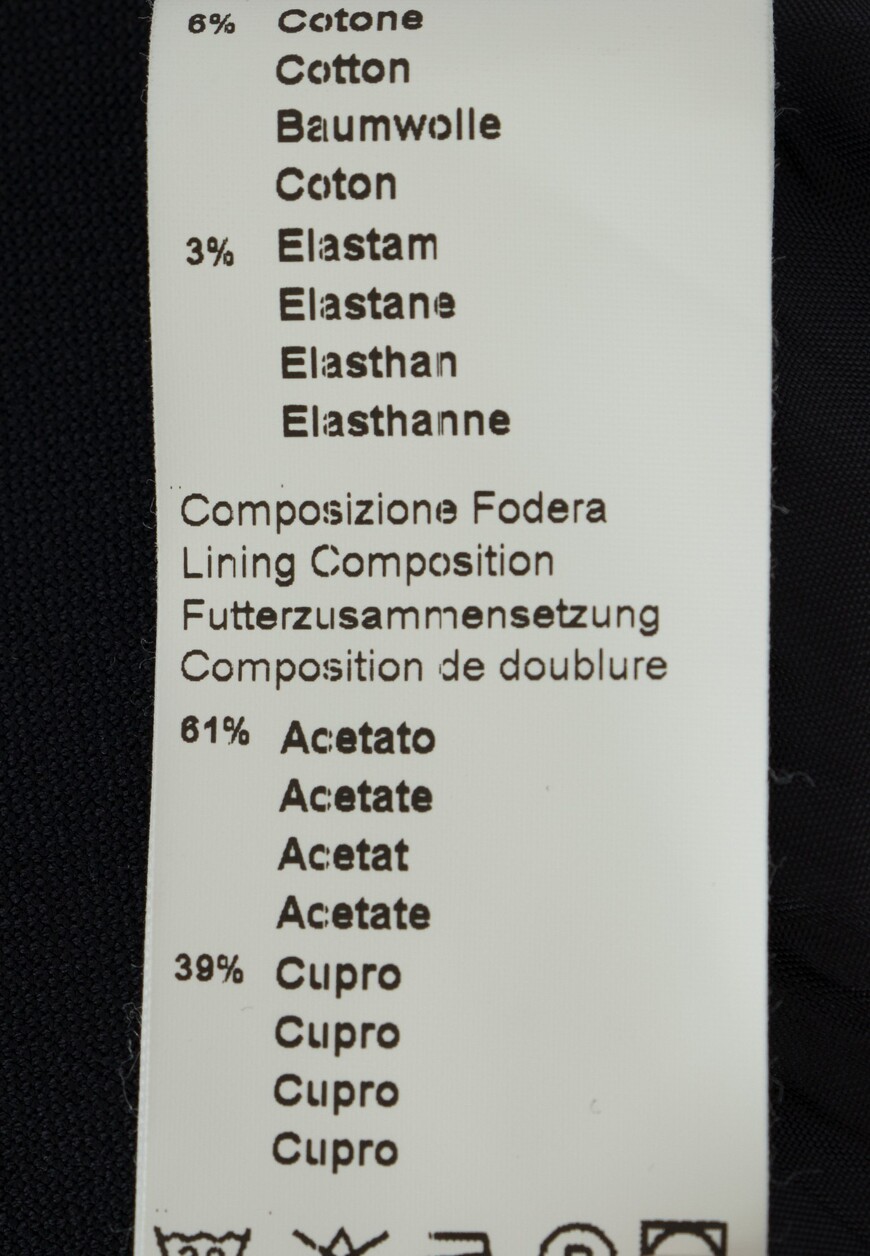 6% Cotone
Cotton
Baumwolle
Coton
3% Elastam
Elastane
Elasthan
Elasthanne
Composizione Fodera
Lining Composition
Futterzusammensetzung
Composition de doublure
61% Acetato
Acetate
Acetat
Acetate
39% Cupro
Cupro
Cupro
Cupro